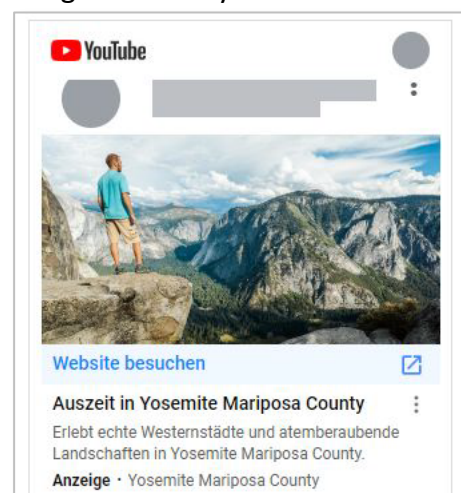 YouTube
Website besuchen
Auszeit in Yosemite Mariposa County
Erlebt echte Westernstädte und atemberaubende
Landschaften in Yosemite Mariposa County.
Anzeige · Yosemite Mariposa County